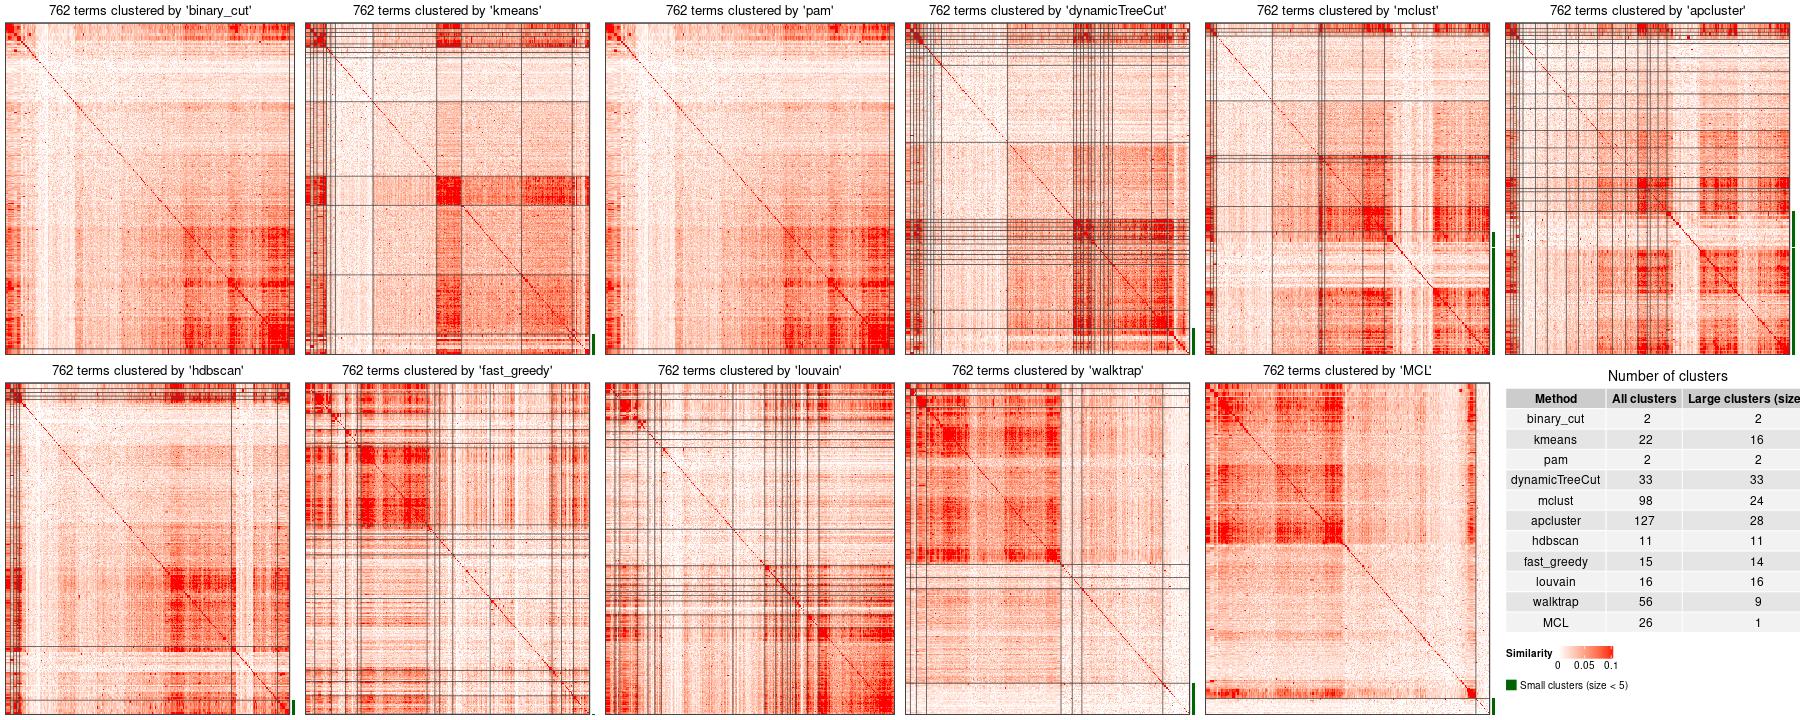 762 terms clustered by 'binary_cut'
762 terms clustered by 'kmeans'
762 terms clustered by 'pam'
762 terms clustered by 'dynamicTreeCut'
762 terms clustered by 'mclust'
762 terms clustered by 'apcluster'
762 terms clustered by 'hdbscan'
762 terms clustered by 'fast_greedy'
762 terms clustered by 'louvain'
762 terms clustered by 'walktrap'
762 terms clustered by 'MCL'
Number of clusters
Method All clusters Large clusters (size
binary_cut 2 2
kmeans 22 16
pam 2 2
dynamicTreeCut 33 33
mclust 98 24
apcluster 127 28
hdbscan 11 11
fast_greedy 15 14
louvain 16 16
walktrap 56 9
MCL 26 1
Similarity
0 0.05 0.1
Small clusters (size < 5)